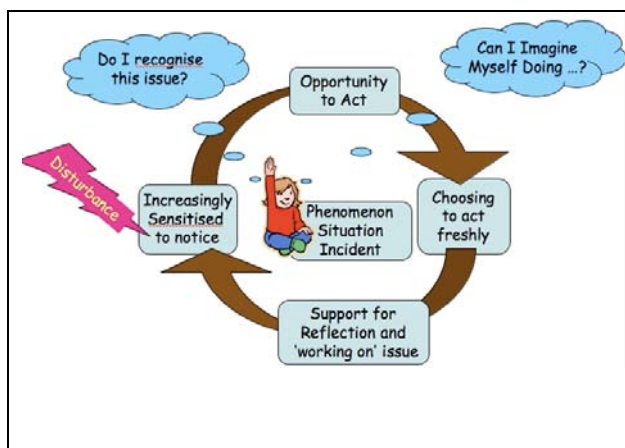 Do I recognise
this issue?
Can I Imagine
Myself Doing ...?
Opportunity
to Act
Disturbance
Increasingly
Sensitised
to notice
Phenomenon
Situation
Incident
Choosing
to act
freshly
Support for
Reflection and
'working on' issue